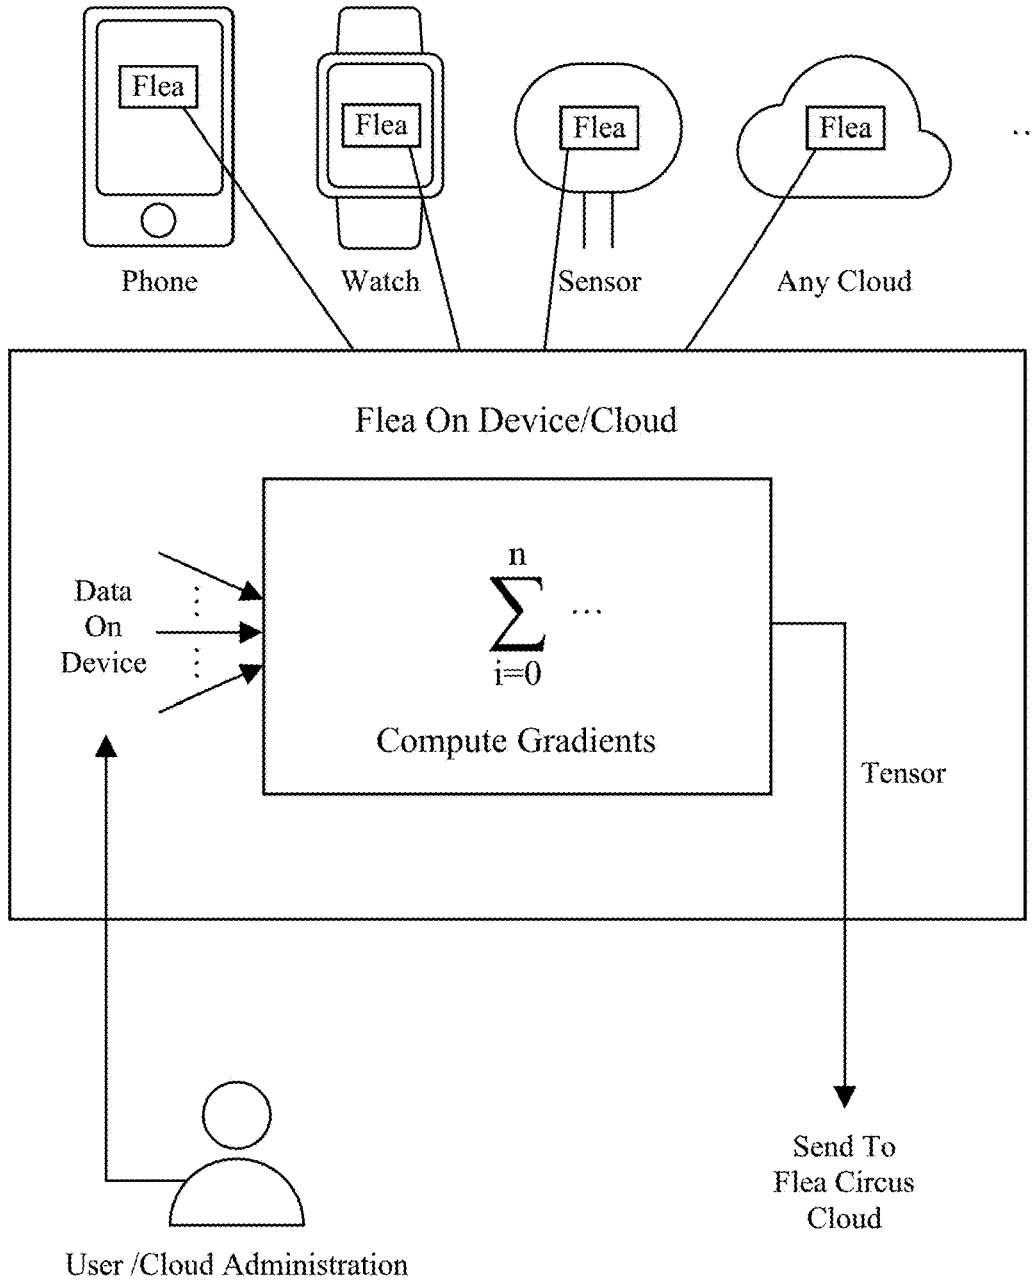 Flea
Flea
Flea
Flea
...
Phone
Watch
Sensor
Any Cloud
Flea On Device/Cloud
Data
On
Device
n
∑ ...
i=0
Compute Gradients
Tensor
Send To
Flea Circus
Cloud
User /Cloud Administration